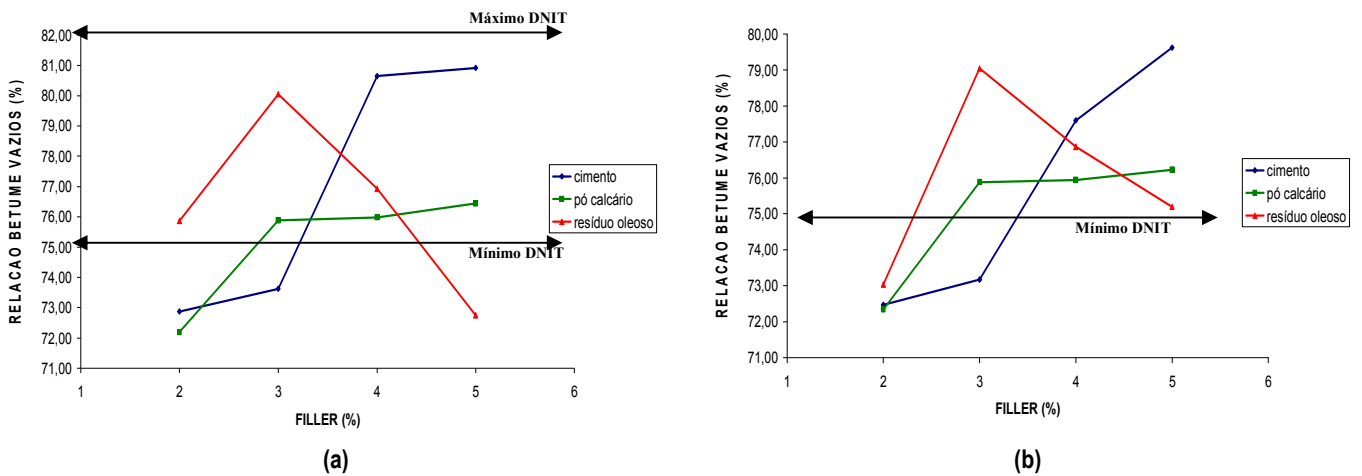 Máximo DNIT
82,00
81,00
80,00
79,00
78,00
77,00
76,00
75,00
74,00
73,00
72,00
71,00
RELACAO BETUME VAZIOS (%)
cimento
pó calcário
resíduo oleoso
Mínimo DNIT
1 2 3 4 5 6
FILLER (%)
(a)
80,00
79,00
78,00
77,00
76,00
75,00
74,00
73,00
72,00
71,00
RELACAO BETUME VAZIOS (%)
cimento
pó calcário
resíduo oleoso
Mínimo DNIT
1 2 3 4 5 6
FILLER (%)
(b)